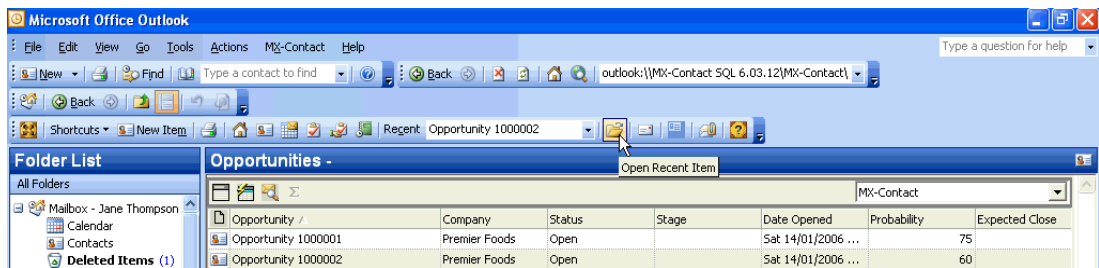 Microsoft Office Outlook
File Edit View Go Tools Actions MX-Contact Help Type a question for help
New Find Type a contact to find Back outlook:\\MX-Contact SQL 6.03.12\MX-Contact\
Back
Shortcuts New Item Recent Opportunity 1000002
Open Recent Item
Folder List Opportunities -
All Folders MX-Contact
Mailbox - Jane Thompson
Opportunity / Company Status Stage Date Opened Probability Expected Close
Calendar
Contacts Opportunity 1000001 Premier Foods Open Sat 14/01/2006 ... 75
Deleted Items (1) Opportunity 1000002 Premier Foods Open Sat 14/01/2006 ... 60